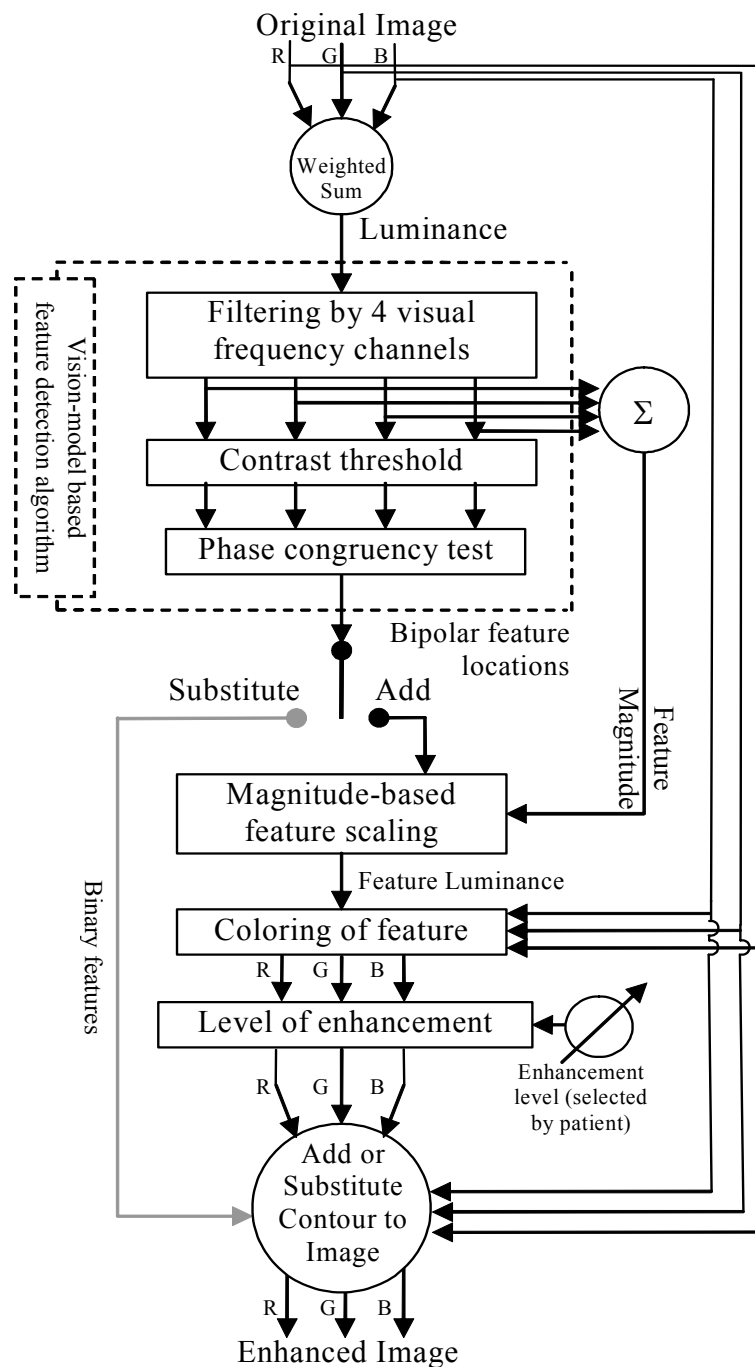 Original Image
R G B
Weighted
Sum
Luminance
Vision-model based
feature detection algorithm
Filtering by 4 visual
frequency channels
Σ
Contrast threshold
Phase congruency test
Bipolar feature
locations
Substitute
Add
Feature
Magnitude
Magnitude-based
feature scaling
Feature Luminance
Binary features
Coloring of feature
R G B
Level of enhancement
Enhancement
level (selected
by patient)
R G B
Add or
Substitute
Contour to
Image
R G B
Enhanced Image